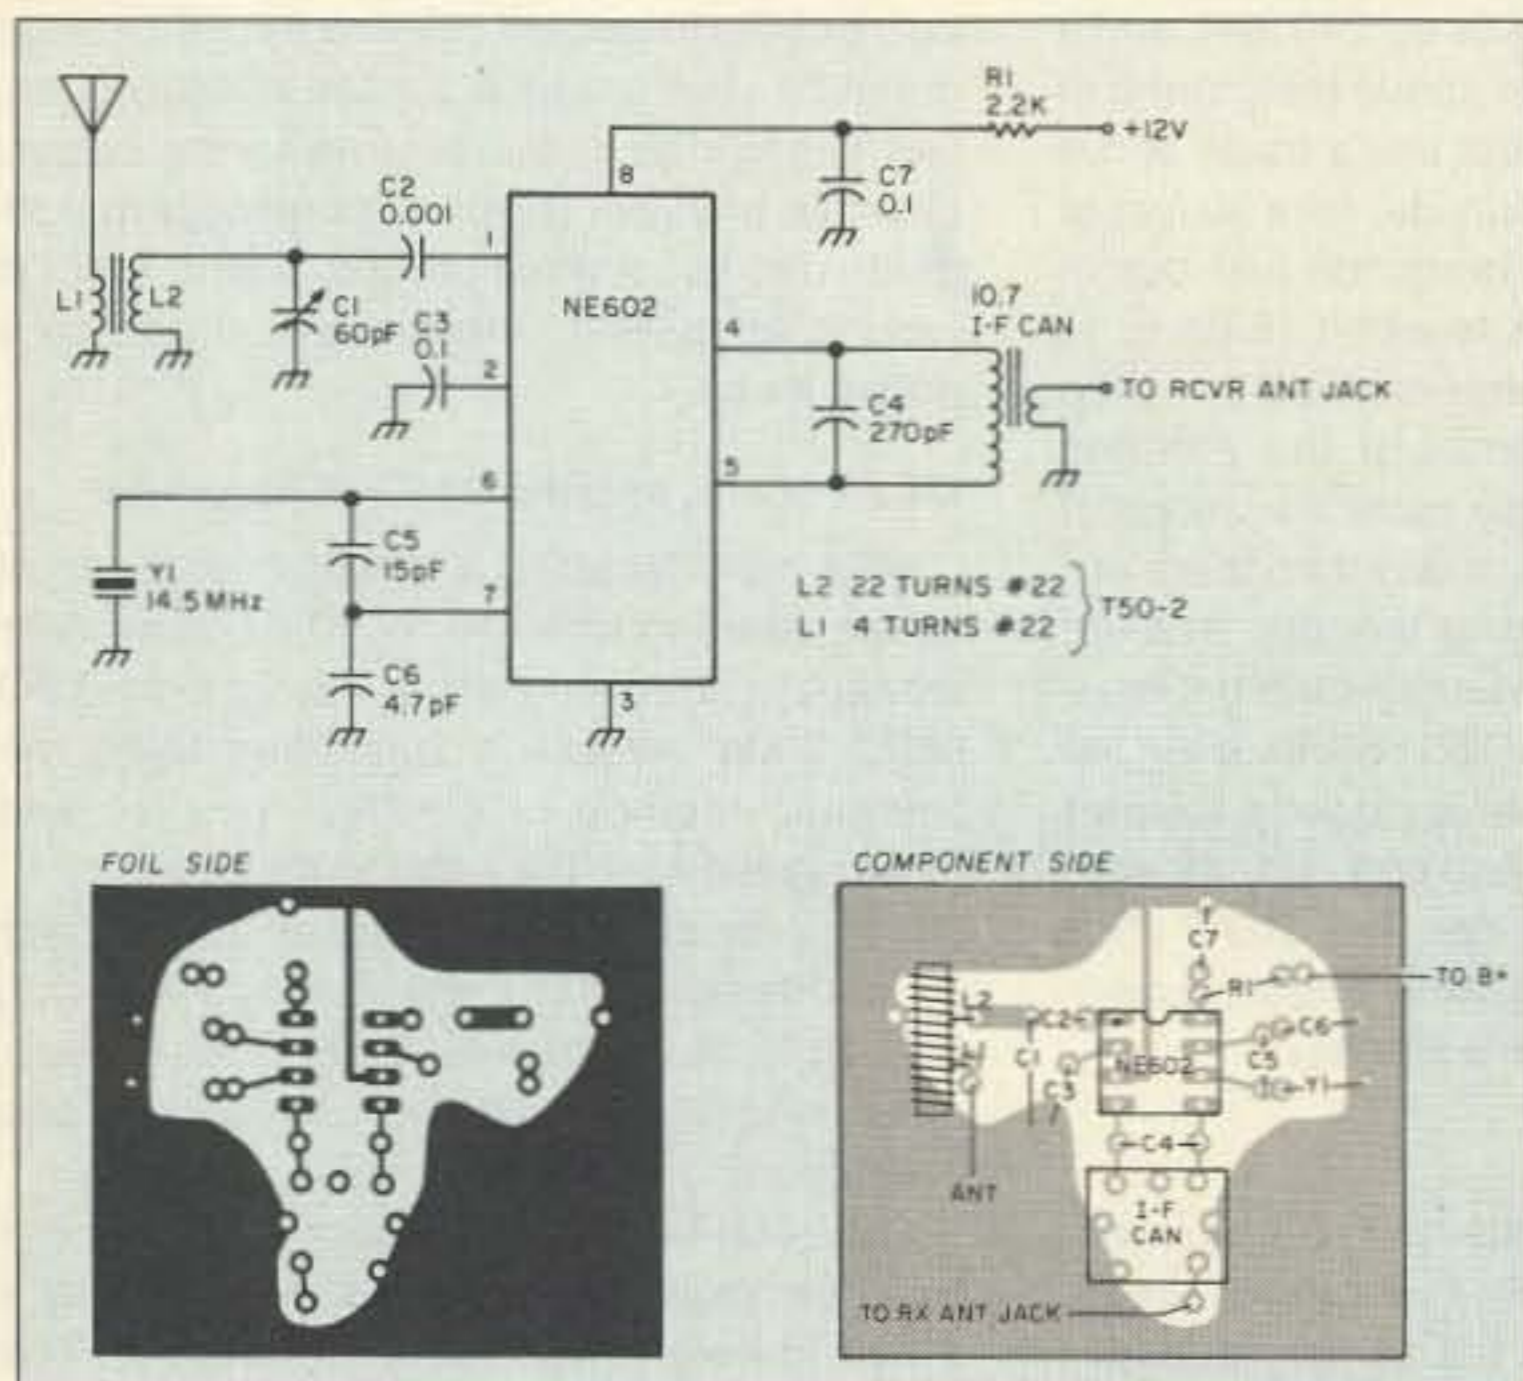 R1
2.2K
+12V
8
C7
0.1
C2
0.001
1
L1
L2
C1
60pF
C3
0.1
2
NE602
10.7
I-F CAN
4
TO RCVR ANT JACK
C4
270pF
5
6
C5
15pF
Y1
14.5MHz
7
L2 22 TURNS #22
L1 4 TURNS #22
T50-2
C6
4.7pF
3
FOIL SIDE
COMPONENT SIDE
C7
R1
TO B+
L2
C2
C6
L1
C1
NE602
C5
C3
Y1
C4
ANT
I-F
CAN
TO RX ANT JACK